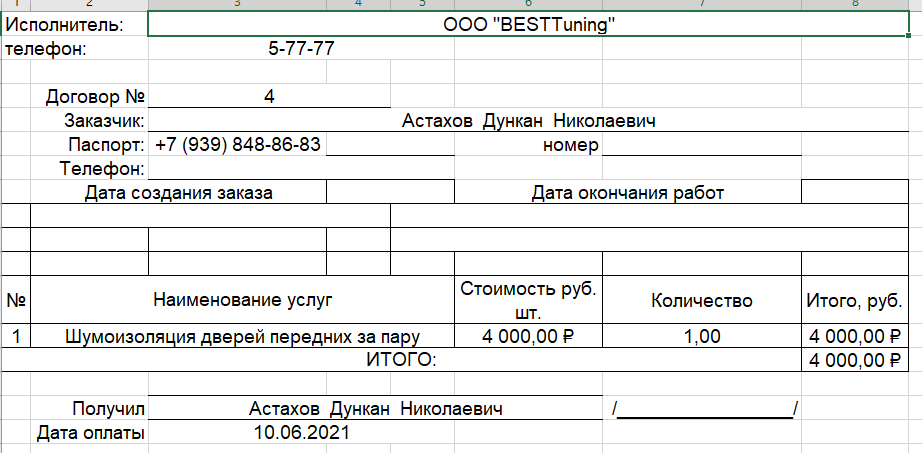 1 2 3 4 5 6 7 8
Исполнитель: ООО "BESTTuning"
телефон: 5-77-77
Договор № 4
Заказчик: Астахов Дункан Николаевич
Паспорт: +7 (939) 848-86-83 номер
Телефон:
Дата создания заказа Дата окончания работ
№ Наименование услуг Стоимость руб. шт. Количество Итого, руб.
1 Шумоизоляция дверей передних за пару 4 000,00 ₽ 1,00 4 000,00 ₽
ИТОГО: 4 000,00 ₽
Получил Астахов Дункан Николаевич /__________________/
Дата оплаты 10.06.2021